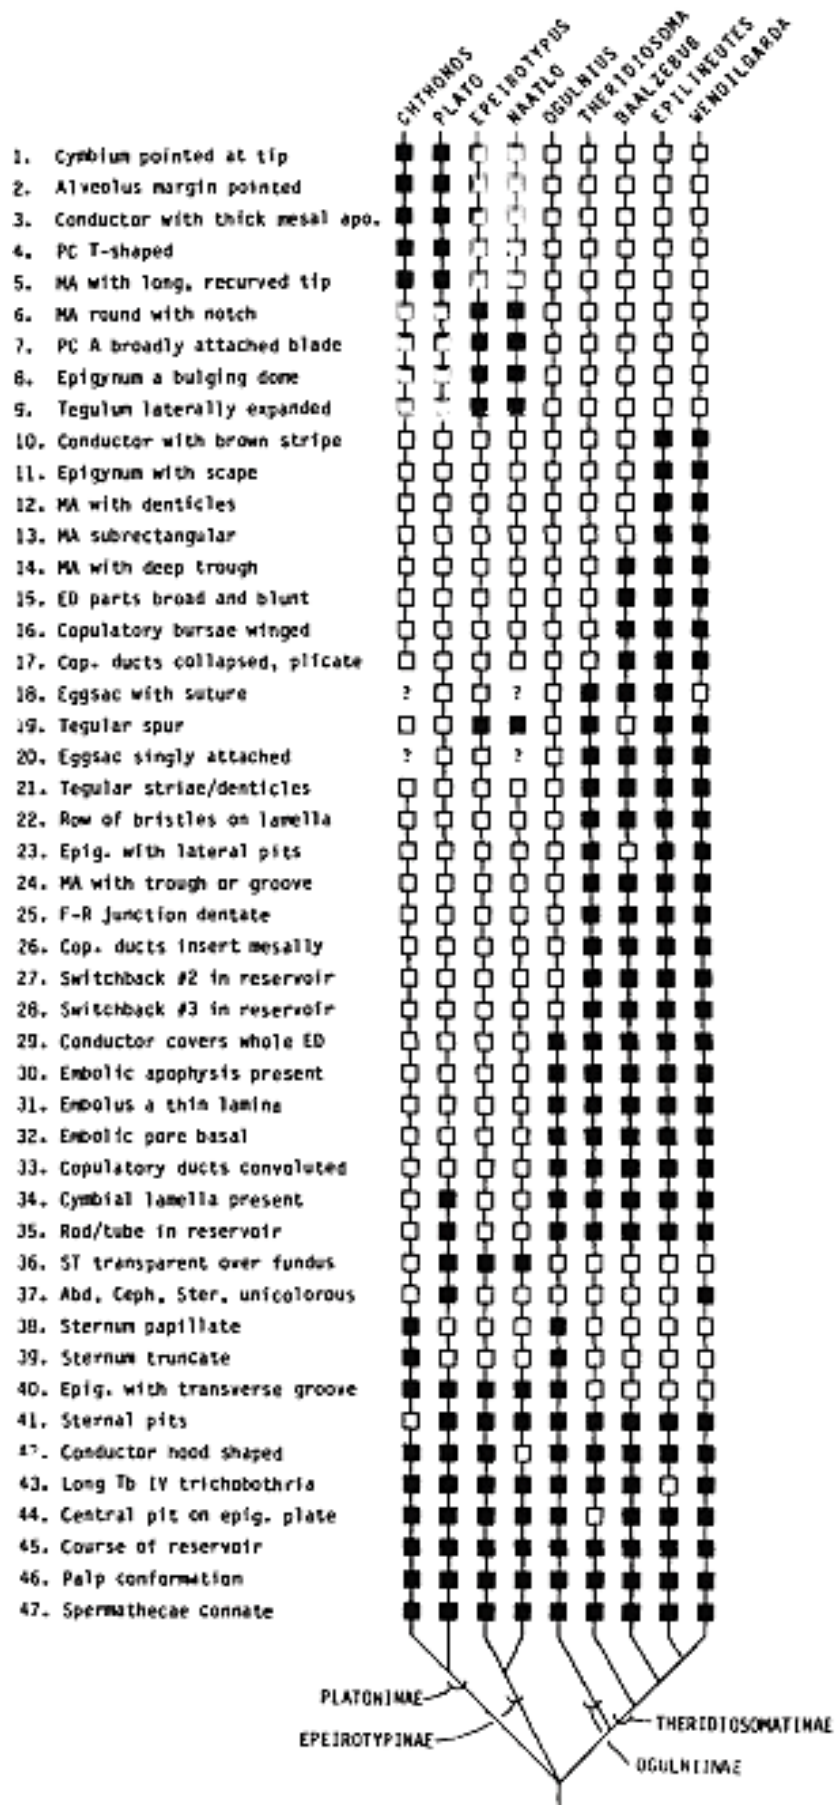 CHTHONOS
PLATO
EPEIROTYPUS
NAATLO
OGULNIUS
THERIDIOSOMA
BAALZEBUB
EPILINEUTES
WENDILGARDA
1. Cymbium pointed at tip
2. Alveolus margin pointed
3. Conductor with thick mesal apo.
4. PC T-shaped
5. MA with long, recurved tip
6. MA round with notch
7. PC A broadly attached blade
8. Epigynum a bulging dome
9. Tegulum laterally expanded
10. Conductor with brown stripe
11. Epigynum with scape
12. MA with denticles
13. MA subrectangular
14. MA with deep trough
15. ED parts broad and blunt
16. Copulatory bursae winged
17. Cop. ducts collapsed, plicate
18. Eggsac with suture ? ?
19. Tegular spur
20. Eggsac singly attached ? ?
21. Tegular striae/denticles
22. Row of bristles on lamella
23. Epig. with lateral pits
24. MA with trough or groove
25. F-R junction dentate
26. Cop. ducts insert mesally
27. Switchback #2 in reservoir
28. Switchback #3 in reservoir
29. Conductor covers whole ED
30. Embolic apophysis present
31. Embolus a thin lamina
32. Embolic pore basal
33. Copulatory ducts convoluted
34. Cymbial lamella present
35. Rod/tube in reservoir
36. ST transparent over fundus
37. Abd, Ceph, Ster, unicolorous
38. Sternum papillate
39. Sternum truncate
40. Epig. with transverse groove
41. Sternal pits
42. Conductor hood shaped
43. Long Tb IV trichobothria
44. Central pit on epig. plate
45. Course of reservoir
46. Palp conformation
47. Spermathecae connate
PLATONINAE
EPEIROTYPINAE
THERIDIOSOMATINAE
OGULNIINAE